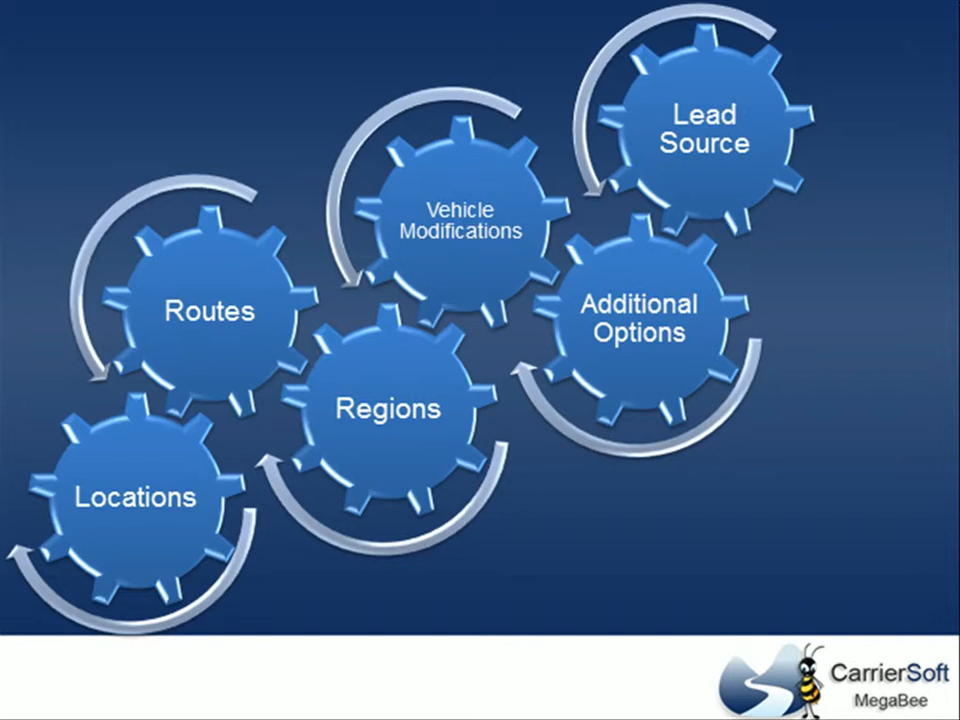 Lead
Source
Vehicle
Modifications
Routes
Additional
Options
Regions
Locations
CarrierSoft
MegaBee